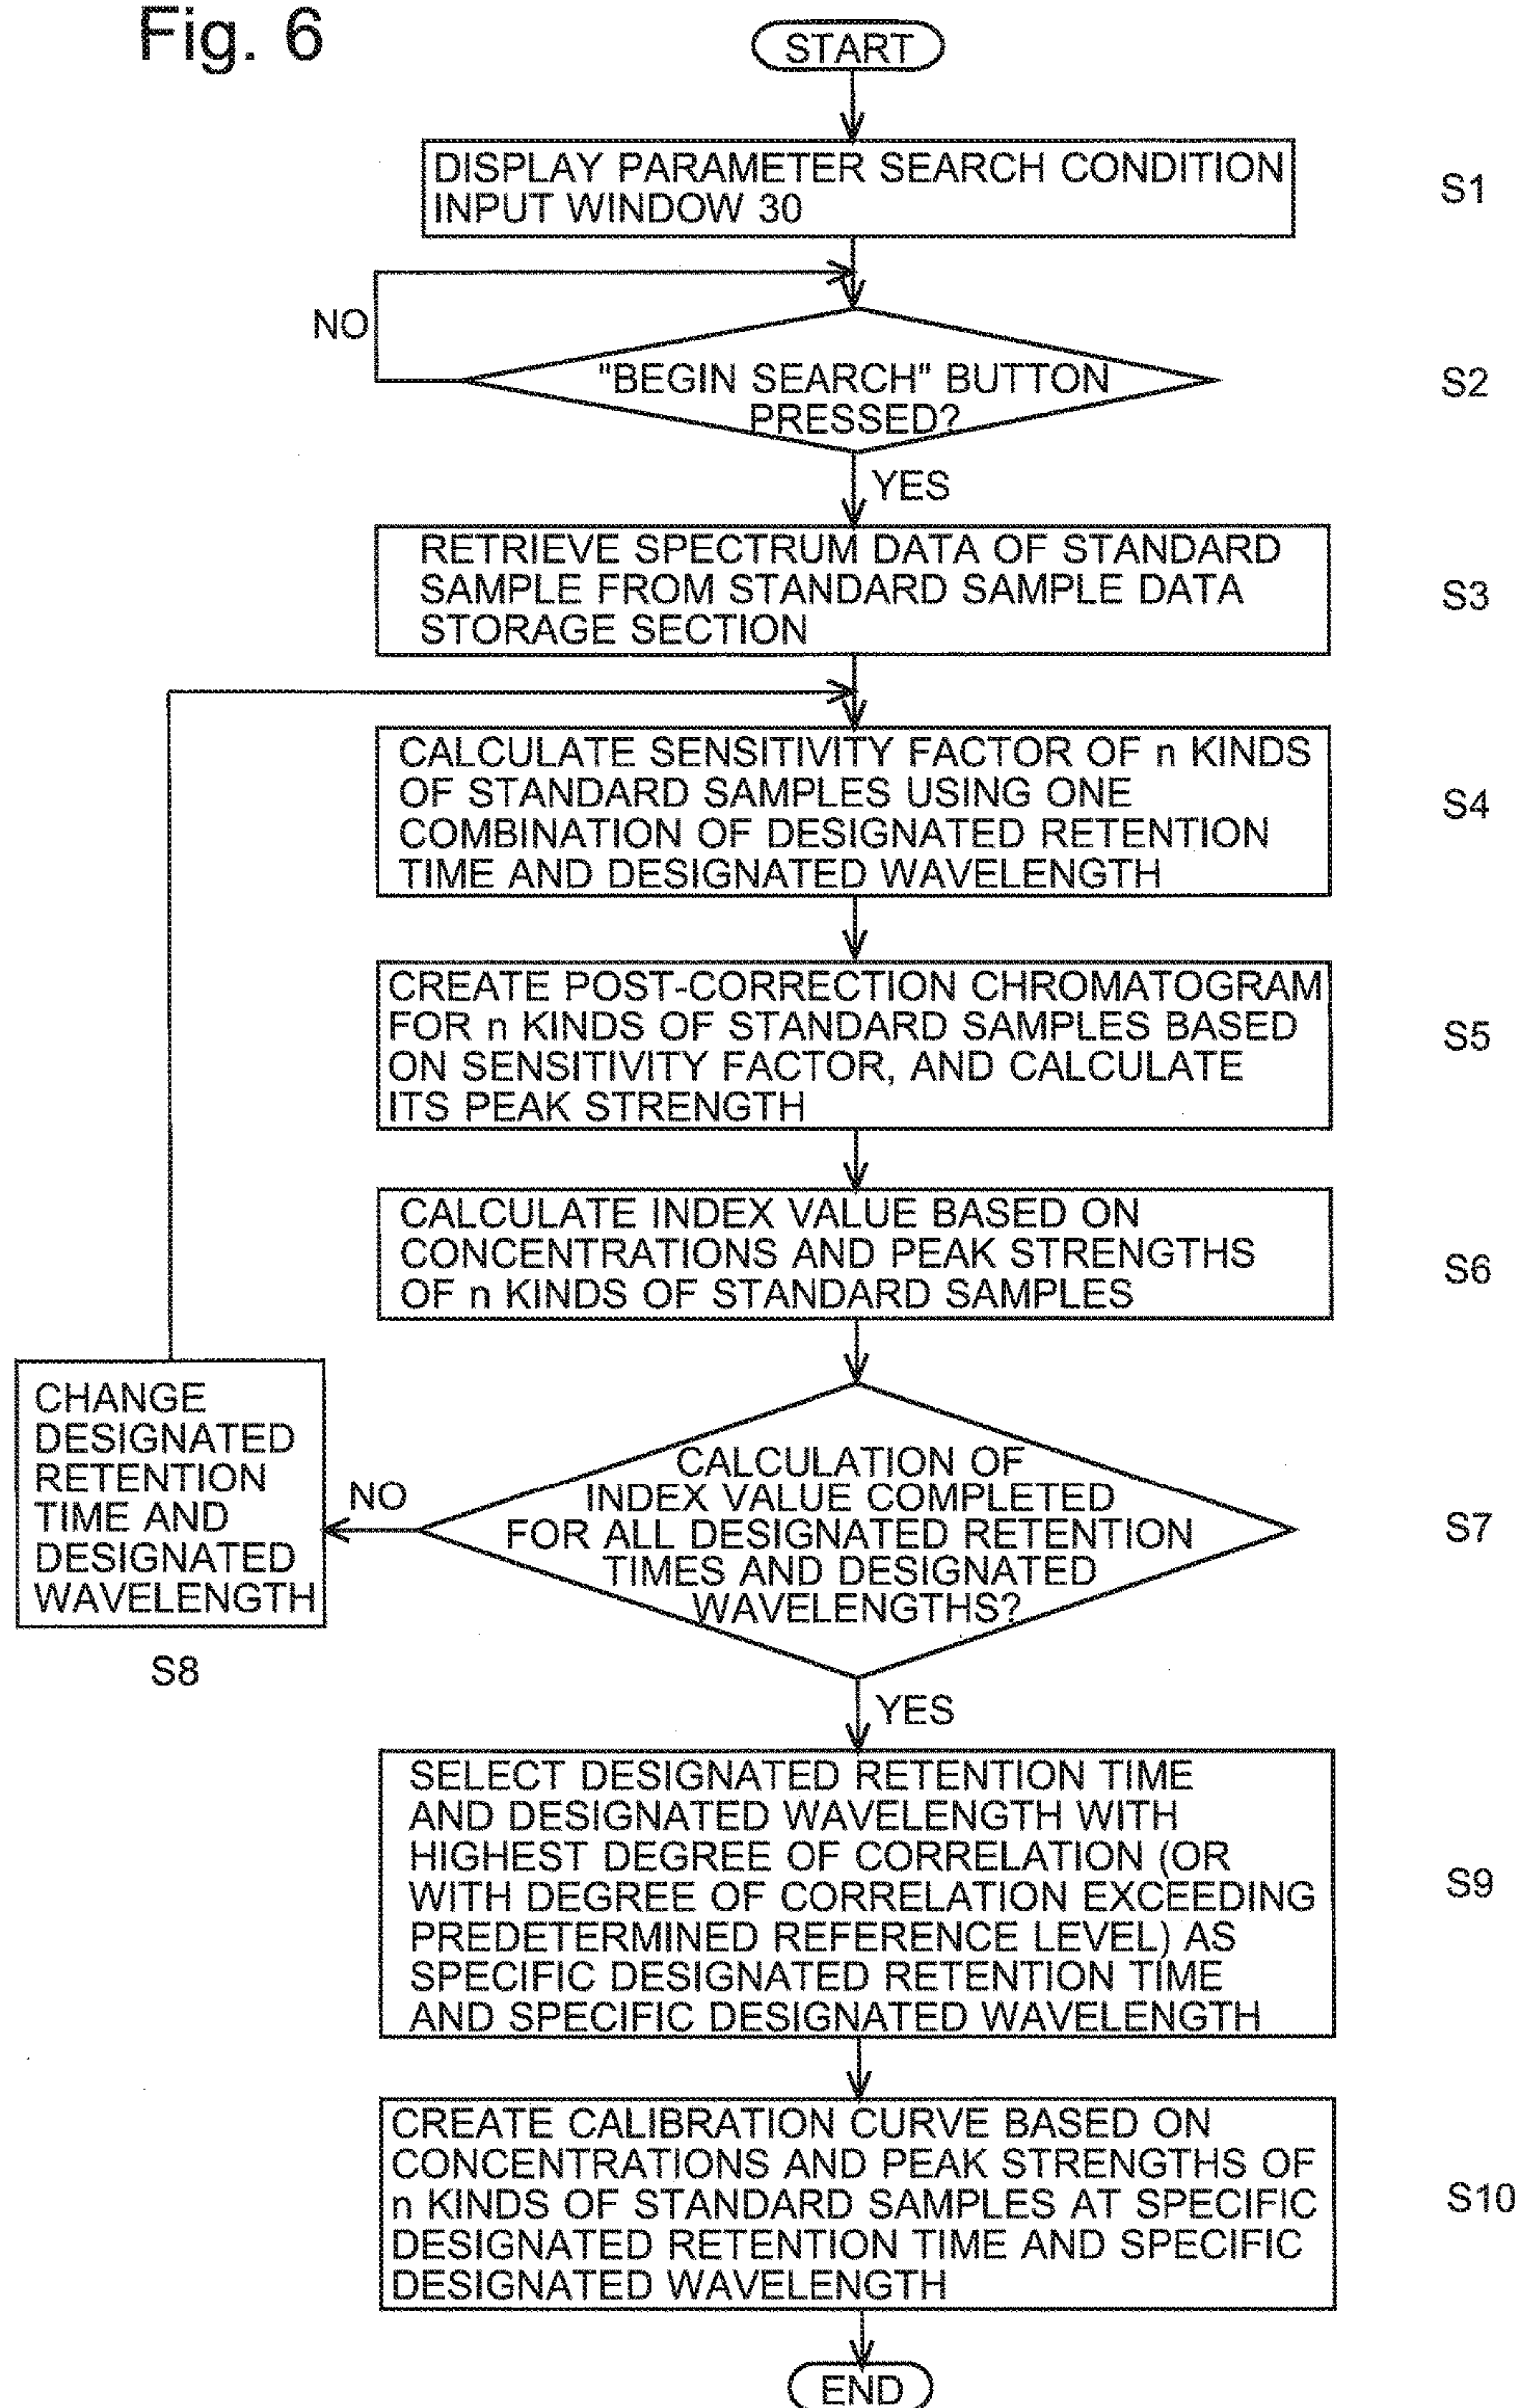 Fig. 6
START
DISPLAY PARAMETER SEARCH CONDITION
INPUT WINDOW 30
S1
NO
"BEGIN SEARCH" BUTTON
PRESSED?
S2
YES
RETRIEVE SPECTRUM DATA OF STANDARD
SAMPLE FROM STANDARD SAMPLE DATA
STORAGE SECTION
S3
CALCULATE SENSITIVITY FACTOR OF n KINDS
OF STANDARD SAMPLES USING ONE
COMBINATION OF DESIGNATED RETENTION
TIME AND DESIGNATED WAVELENGTH
S4
CREATE POST-CORRECTION CHROMATOGRAM
FOR n KINDS OF STANDARD SAMPLES BASED
ON SENSITIVITY FACTOR, AND CALCULATE
ITS PEAK STRENGTH
S5
CALCULATE INDEX VALUE BASED ON
CONCENTRATIONS AND PEAK STRENGTHS
OF n KINDS OF STANDARD SAMPLES
S6
CHANGE
DESIGNATED
RETENTION
TIME AND
DESIGNATED
WAVELENGTH
S8
NO
CALCULATION OF
INDEX VALUE COMPLETED
FOR ALL DESIGNATED RETENTION
TIMES AND DESIGNATED
WAVELENGTHS?
S7
YES
SELECT DESIGNATED RETENTION TIME
AND DESIGNATED WAVELENGTH WITH
HIGHEST DEGREE OF CORRELATION (OR
WITH DEGREE OF CORRELATION EXCEEDING
PREDETERMINED REFERENCE LEVEL) AS
SPECIFIC DESIGNATED RETENTION TIME
AND SPECIFIC DESIGNATED WAVELENGTH
S9
CREATE CALIBRATION CURVE BASED ON
CONCENTRATIONS AND PEAK STRENGTHS OF
n KINDS OF STANDARD SAMPLES AT SPECIFIC
DESIGNATED RETENTION TIME AND SPECIFIC
DESIGNATED WAVELENGTH
S10
END